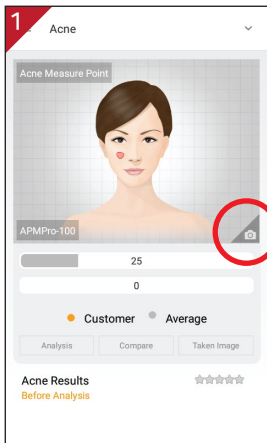 1
Acne
Acne Measure Point
APMPro-100
25
0
Customer Average
Analysis Compare Taken Image
Acne Results
Before Analysis